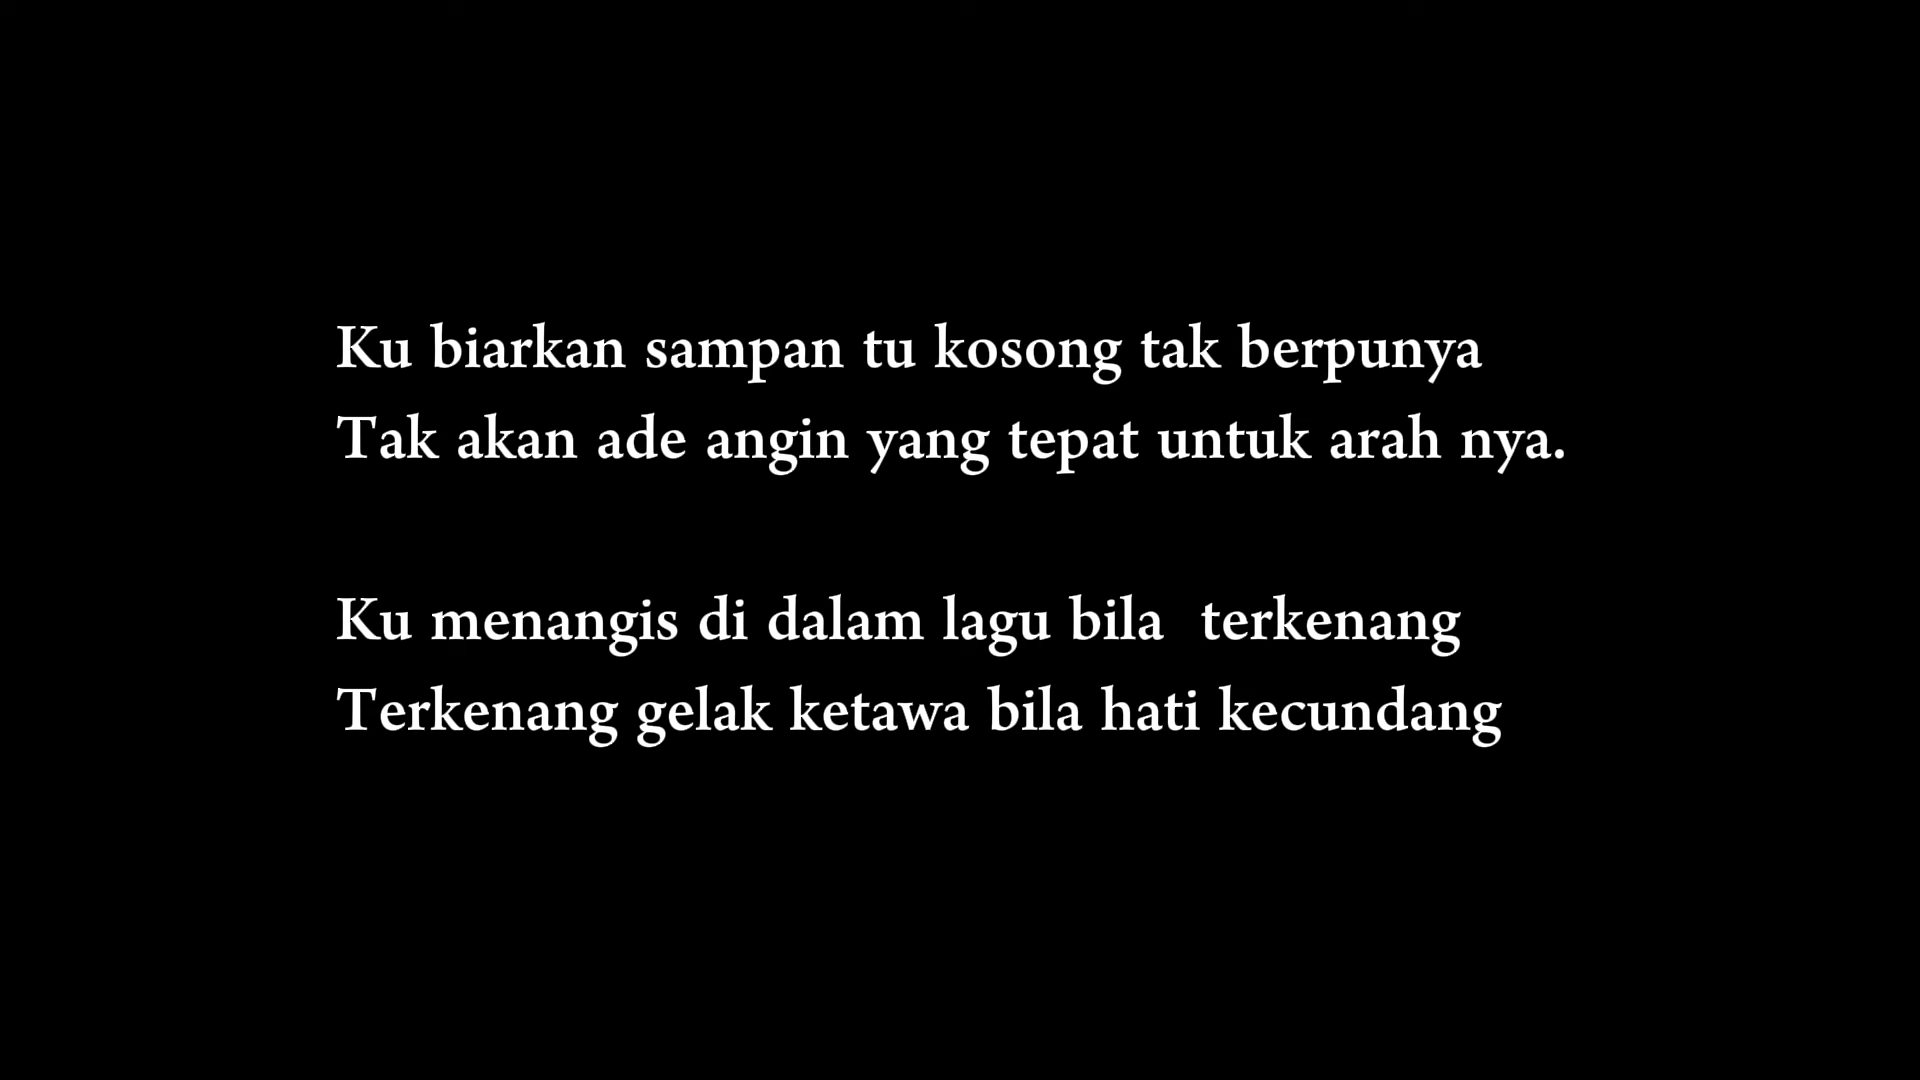 Ku biarkan sampan tu kosong tak berpunya
Tak akan ade angin yang tepat untuk arah nya.
Ku menangis di dalam lagu bila  terkenang
Terkenang gelak ketawa bila hati kecundang